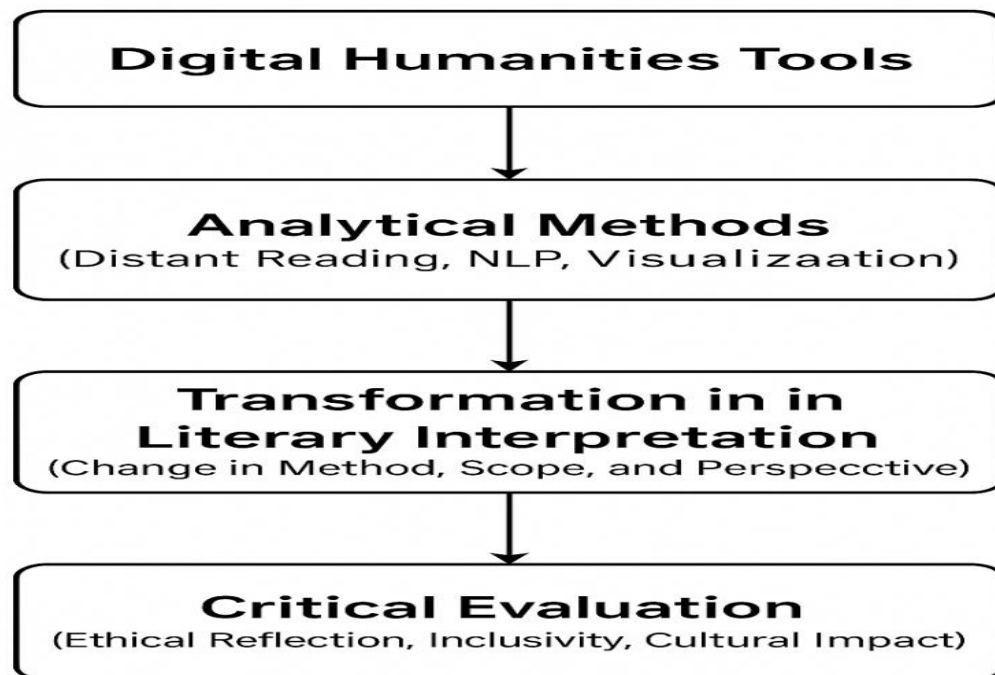 Digital Humanities Tools
Analytical Methods
(Distant Reading, NLP, Visualizaation)
Transformation in in
Literary Interpretation
(Change in Method, Scope, and Perspecctive)
Critical Evaluation
(Ethical Reflection, Inclusivity, Cultural Impact)